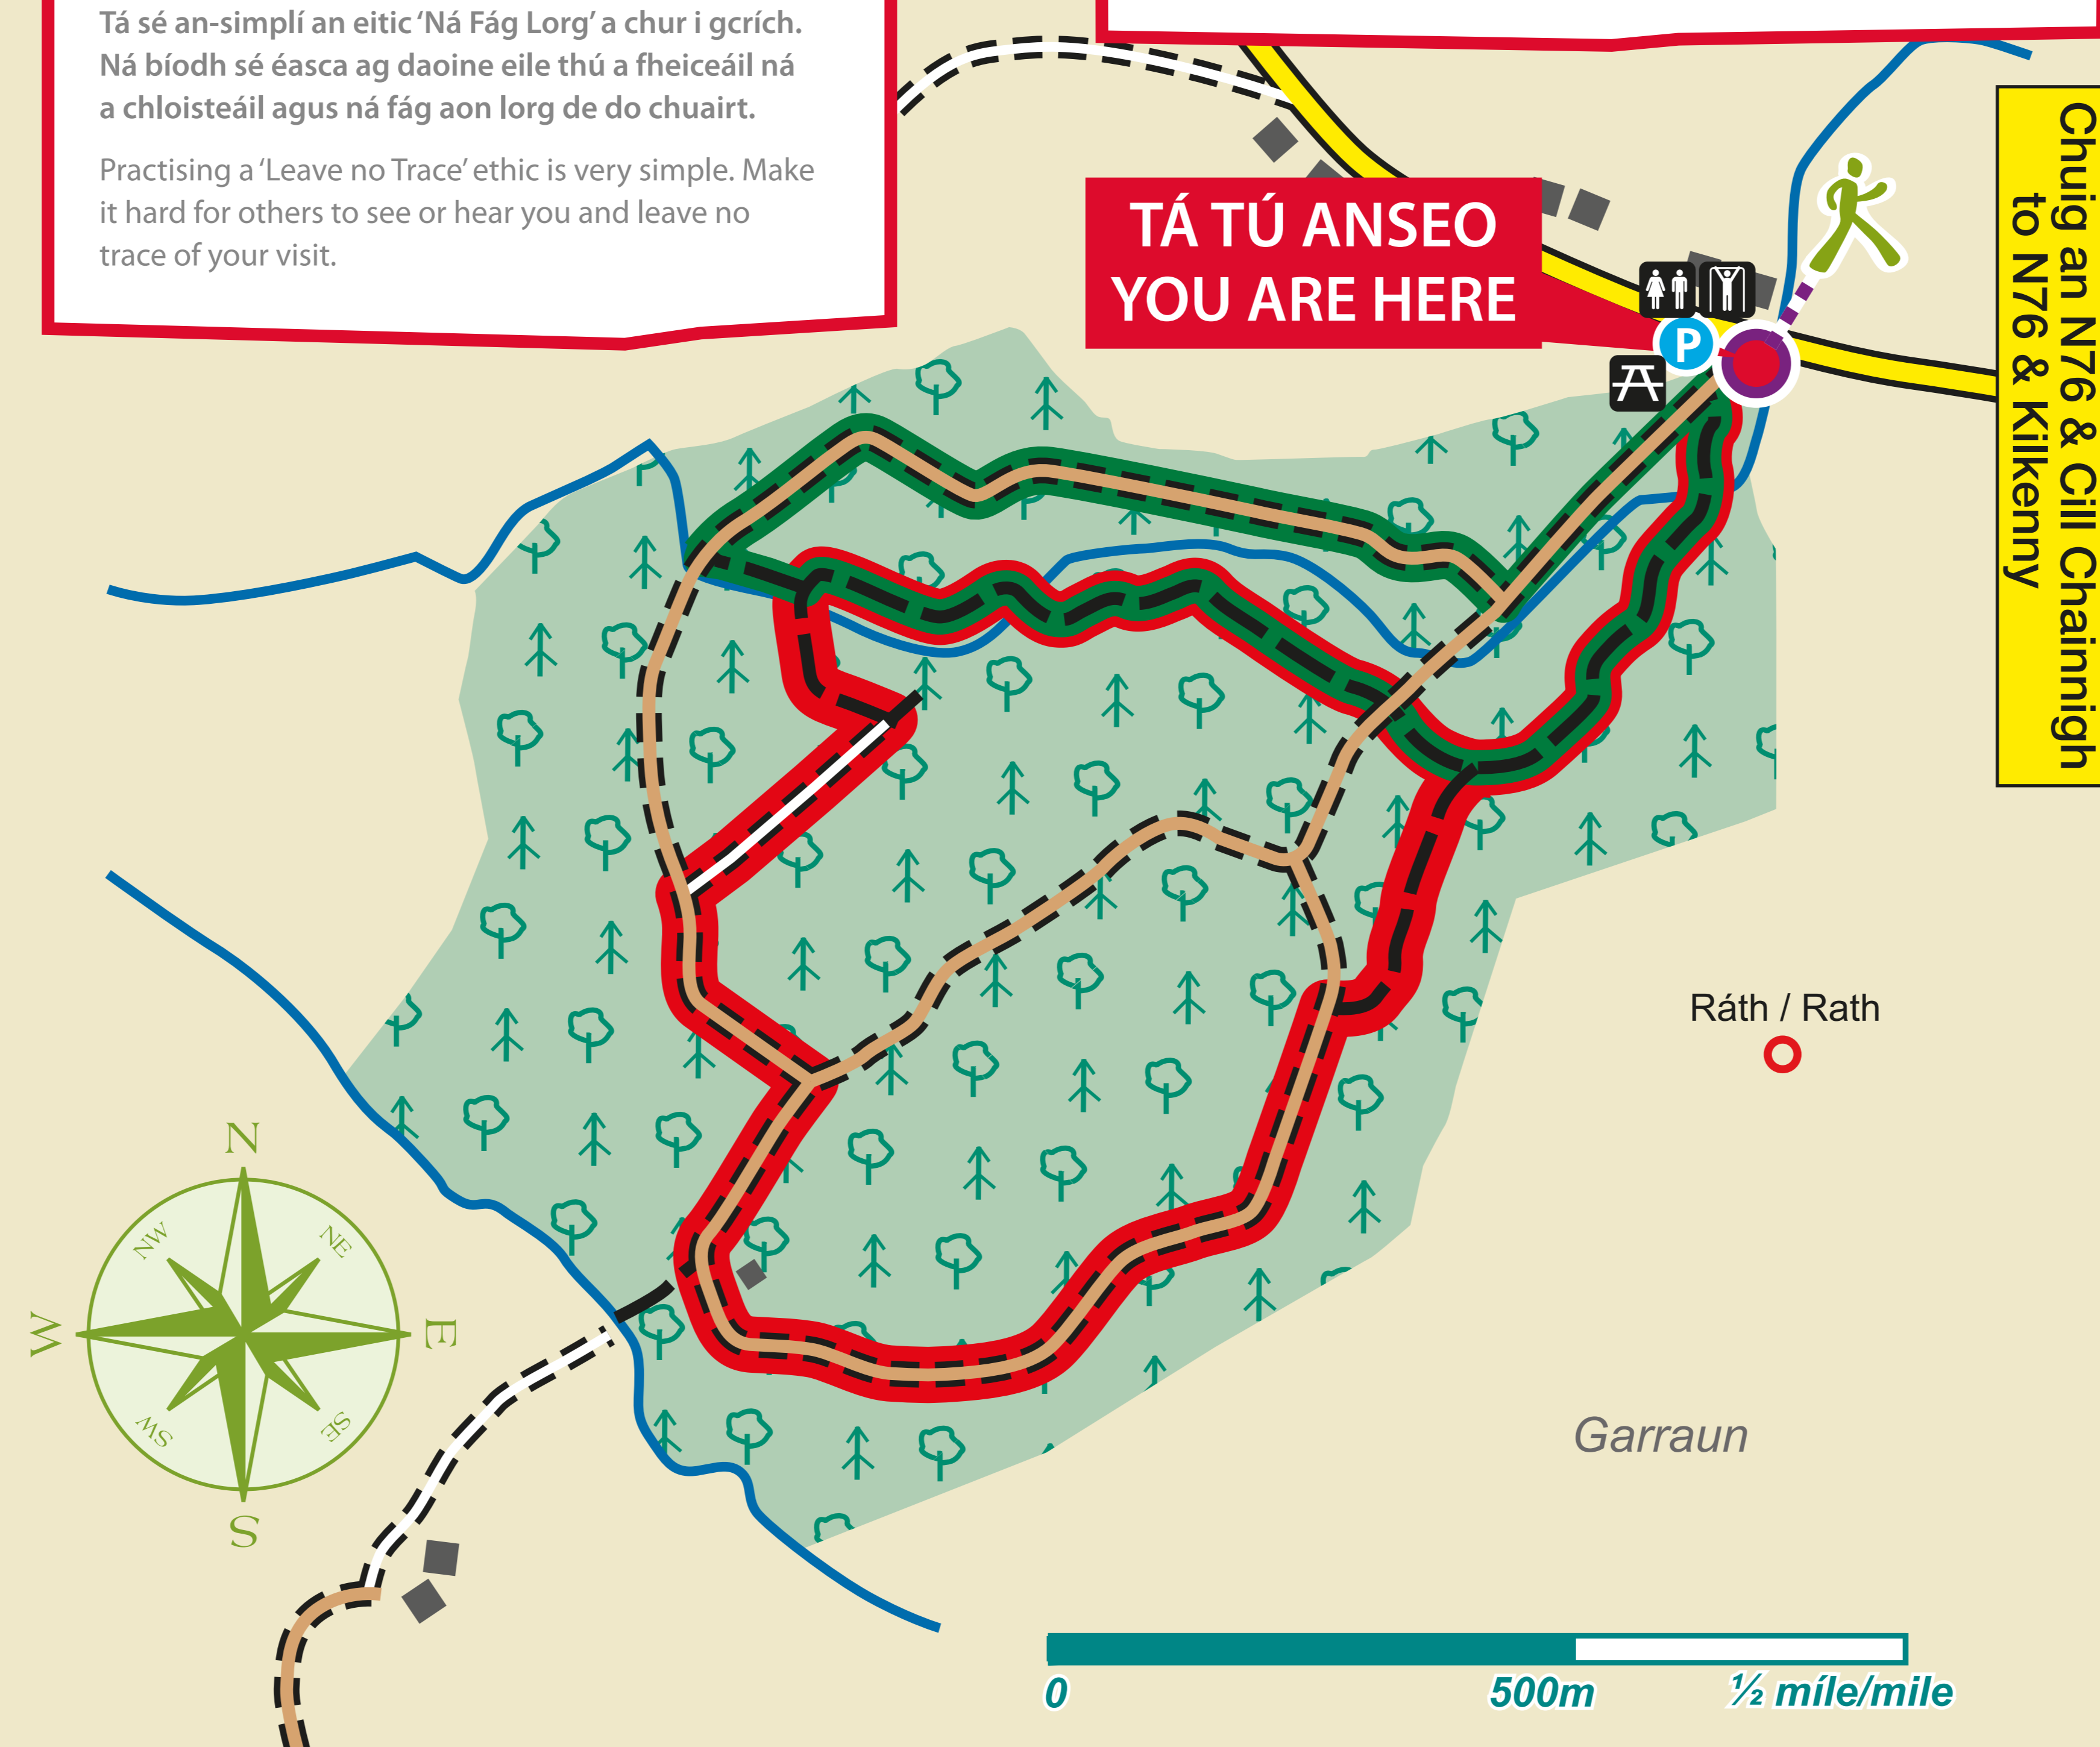 Tá sé an-simplí an eitic ‘Ná Fág Lorg’ a chur i gcrích.
Ná bíodh sé éasca ag daoine eile thú a fheiceáil ná
a chloisteáil agus ná fág aon lorg de do chuairt.
Practising a ‘Leave no Trace’ ethic is very simple. Make
it hard for others to see or hear you and leave no
trace of your visit.
TÁ TÚ ANSEO
YOU ARE HERE
P
Chuig an N76 & Cill Chainnigh
to N76 & Kilkenny
Ráth / Rath
Garraun
N
NE
E
SE
S
SW
W
NW
0
500m
½ míle/mile